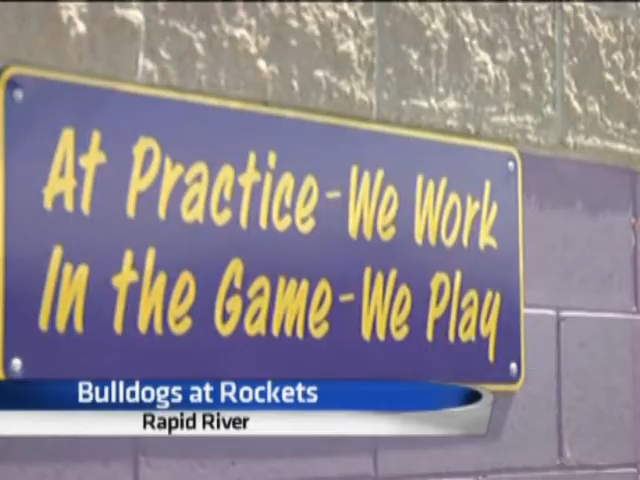 At Practice-We Work
In the Game-We Play
Bulldogs at Rockets
Rapid River